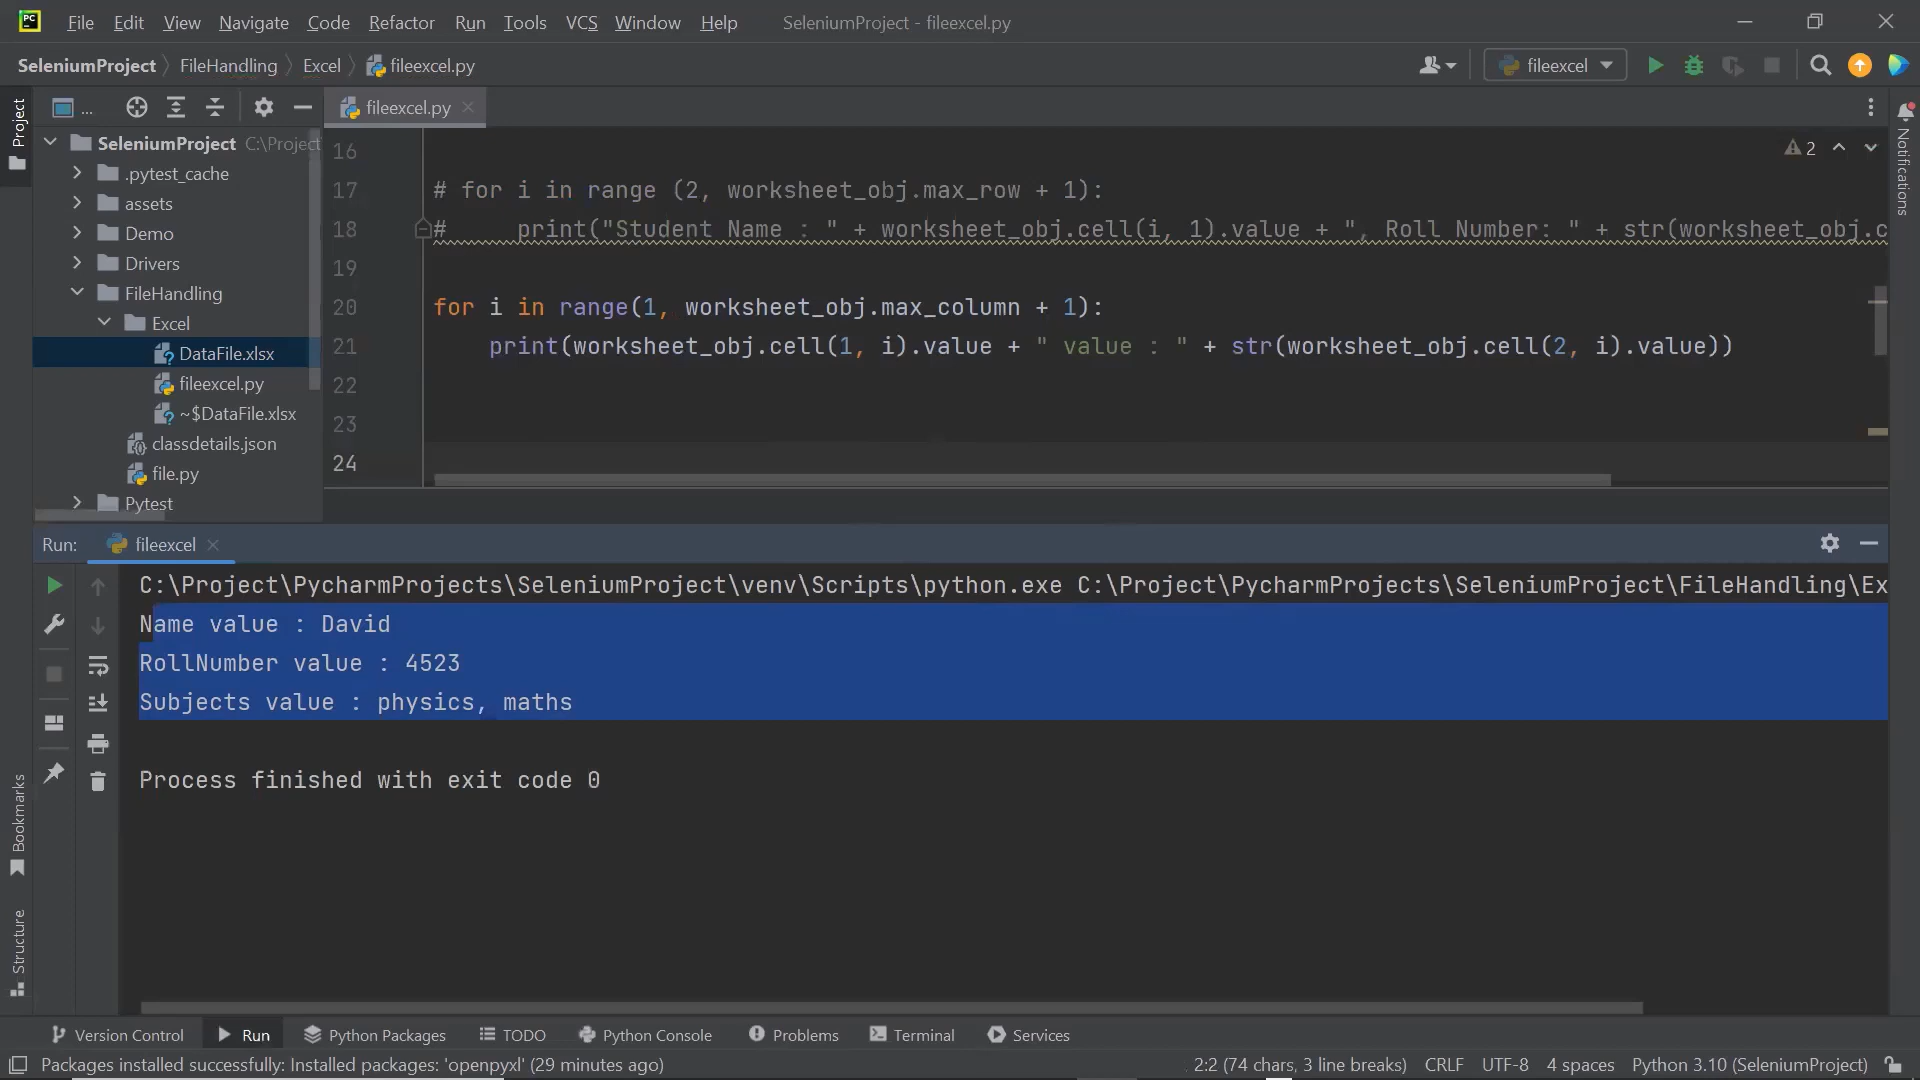 PC File Edit View Navigate Code Refactor Run Tools VCS Window Help SeleniumProject - fileexcel.py
SeleniumProject FileHandling Excel fileexcel.py fileexcel
Project
...
fileexcel.py
SeleniumProject C:\Project
.pytest_cache
assets
Demo
Drivers
FileHandling
Excel
DataFile.xlsx
fileexcel.py
~$DataFile.xlsx
classdetails.json
file.py
Pytest
2
Notifications
16
17 # for i in range (2, worksheet_obj.max_row + 1):
18 #     print("Student Name : " + worksheet_obj.cell(i, 1).value + ", Roll Number: " + str(worksheet_obj.c
19
20 for i in range(1, worksheet_obj.max_column + 1):
21     print(worksheet_obj.cell(1, i).value + " value : " + str(worksheet_obj.cell(2, i).value))
22
23
24
Run: fileexcel
C:\Project\PycharmProjects\SeleniumProject\venv\Scripts\python.exe C:\Project\PycharmProjects\SeleniumProject\FileHandling\Ex
Name value : David
RollNumber value : 4523
Subjects value : physics, maths
Process finished with exit code 0
Bookmarks
Structure
Version Control Run Python Packages TODO Python Console Problems Terminal Services
Packages installed successfully: Installed packages: 'openpyxl' (29 minutes ago) 2:2 (74 chars, 3 line breaks) CRLF UTF-8 4 spaces Python 3.10 (SeleniumProject)